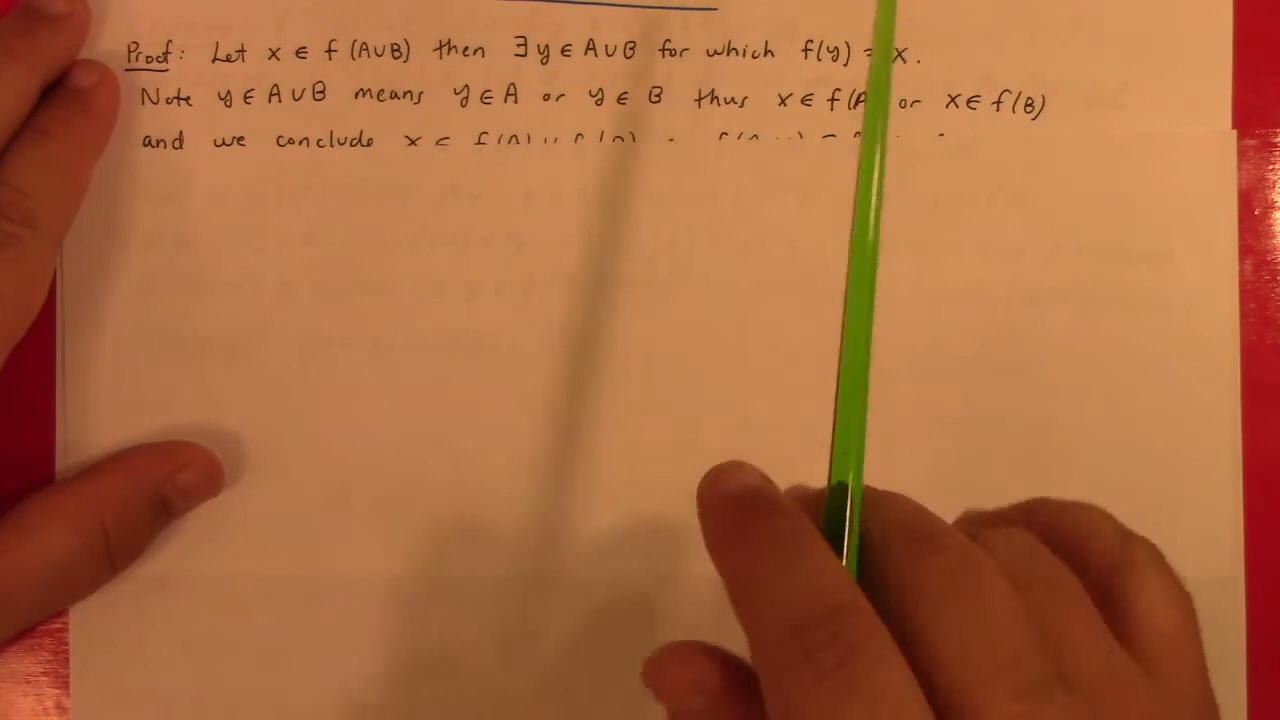 Proof: Let x ∈ f (A∪B) then ∃ y ∈ A∪B for which f(y) = x.
Note y ∈ A ∪ B means y ∈ A or y ∈ B thus x ∈ f(A or x ∈ f(B)
and we conclude x